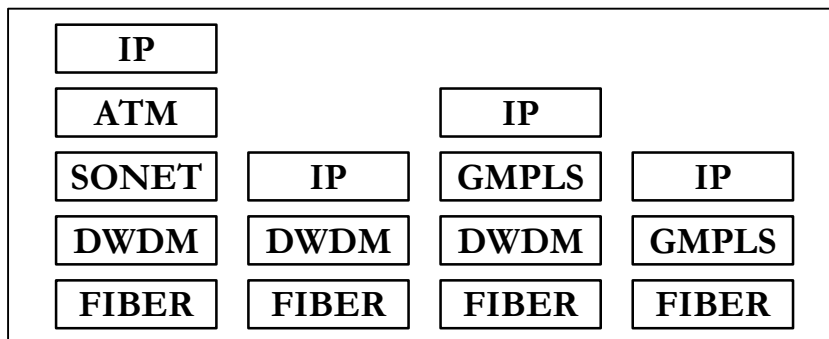 IP
ATM IP
SONET IP GMPLS IP
DWDM DWDM DWDM GMPLS
FIBER FIBER FIBER FIBER